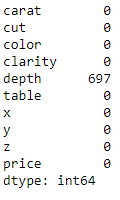 carat 0
cut 0
color 0
clarity 0
depth 697
table 0
x 0
y 0
z 0
price 0
dtype: int64